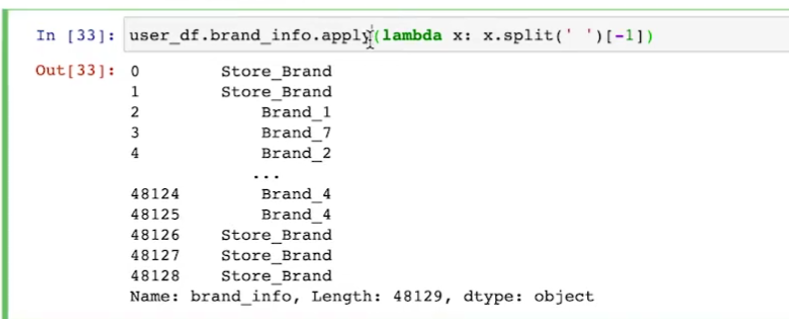 In [33]: user_df.brand_info.apply(lambda x: x.split(' ')[-1])
Out[33]: 0 Store_Brand
1 Store_Brand
2 Brand_1
3 Brand_7
4 Brand_2
...
48124 Brand_4
48125 Brand_4
48126 Store_Brand
48127 Store_Brand
48128 Store_Brand
Name: brand_info, Length: 48129, dtype: object